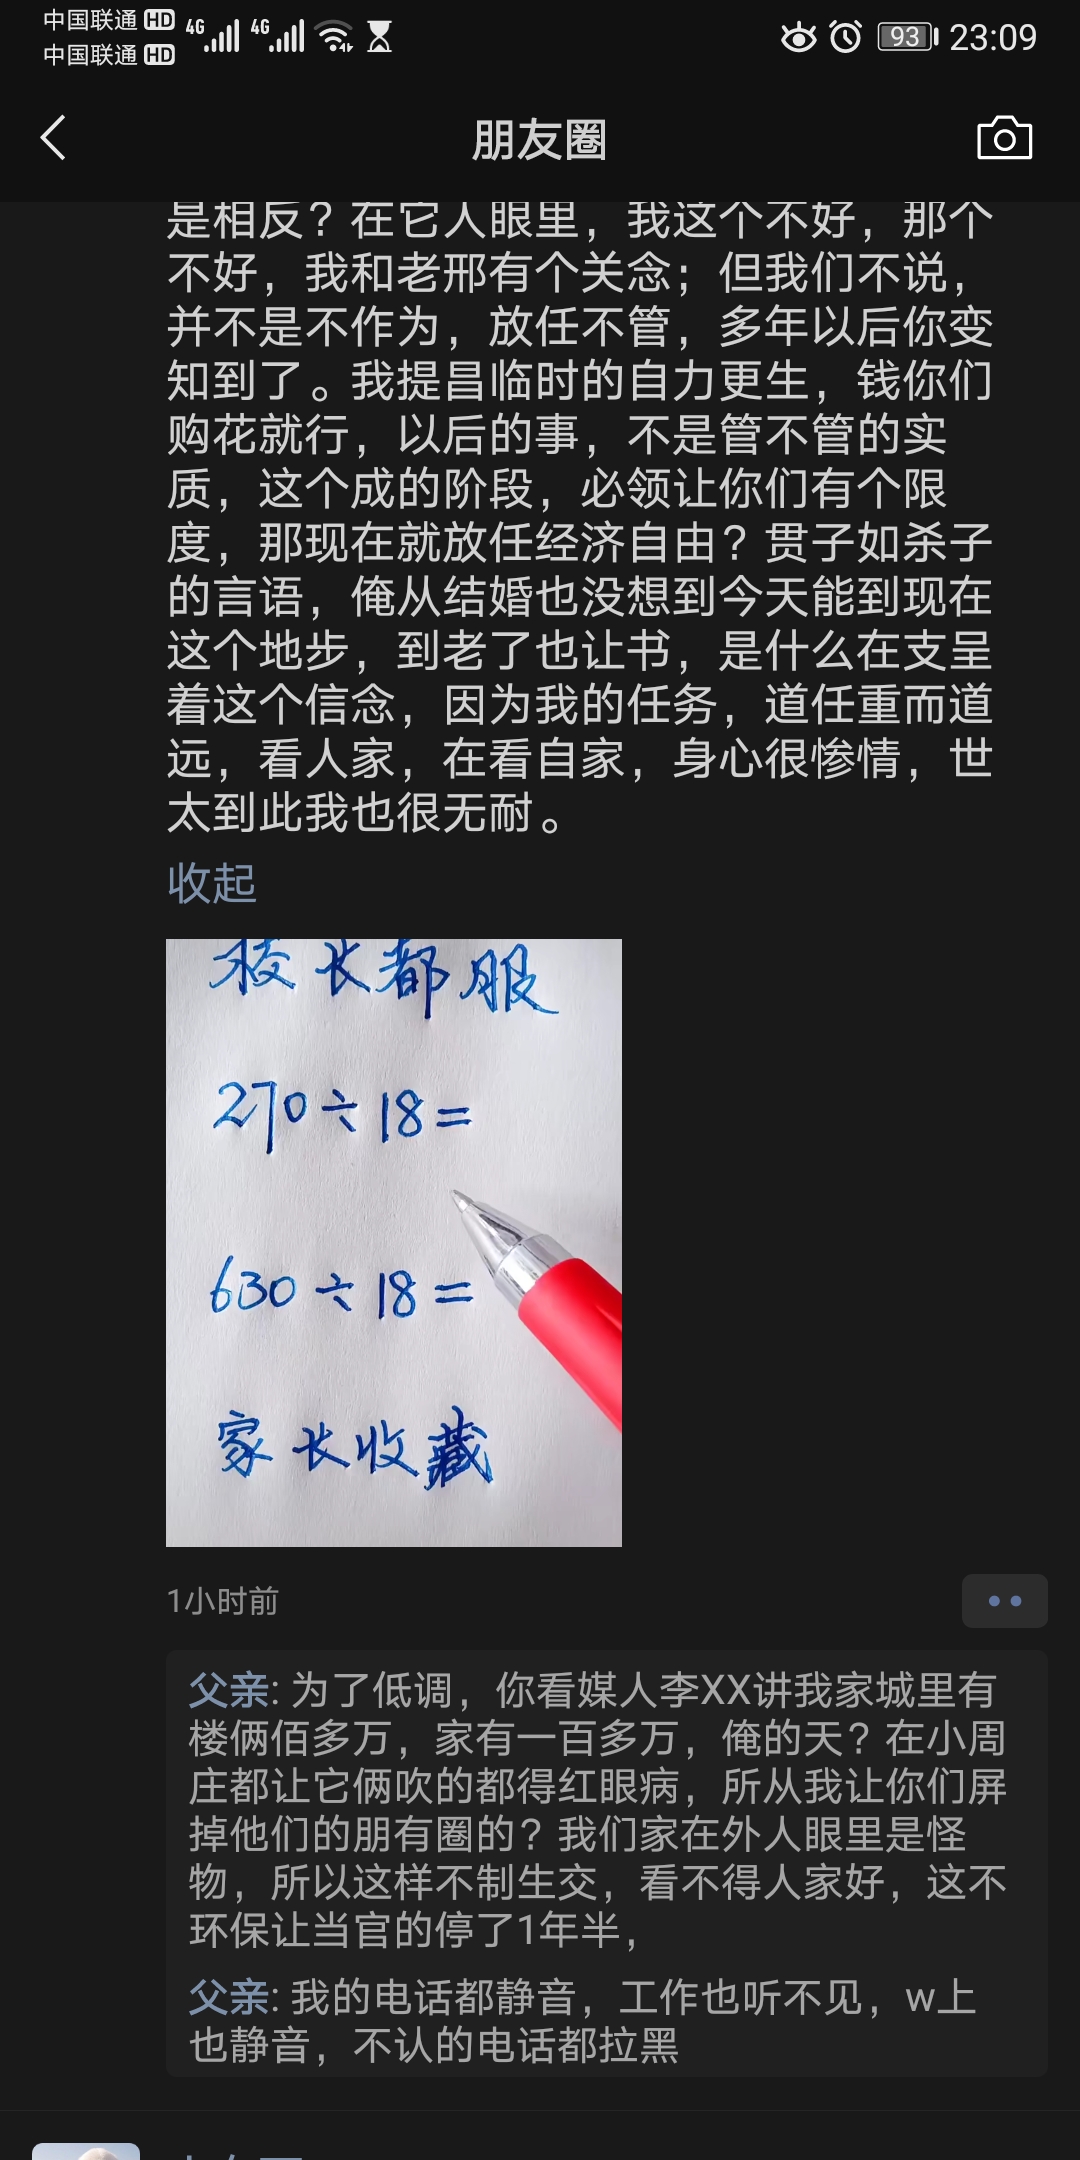 中国联通 HD 4G 4G 93 23:09
中国联通 HD
朋友圈
是相反？在它人眼里，我这个不好，那个
不好，我和老邢有个关念；但我们不说，
并不是不作为，放任不管，多年以后你变
知到了。我提昌临时的自力更生，钱你们
购花就行，以后的事，不是管不管的实
质，这个成的阶段，必领让你们有个限
度，那现在就放任经济自由？贯子如杀子
的言语，俺从结婚也没想到今天能到现在
这个地步，到老了也让书，是什么在支呈
着这个信念，因为我的任务，道任重而道
远，看人家，在看自家，身心很惨情，世
太到此我也很无耐。
收起
校长都服
270÷18=
630÷18=
家长收藏
1小时前
父亲: 为了低调，你看媒人李XX讲我家城里有
楼俩佰多万，家有一百多万，俺的天？在小周
庄都让它俩吹的都得红眼病，所从我让你们屏
掉他们的朋有圈的？我们家在外人眼里是怪
物，所以这样不制生交，看不得人家好，这不
环保让当官的停了1年半，
父亲: 我的电话都静音，工作也听不见，w上
也静音，不认的电话都拉黑